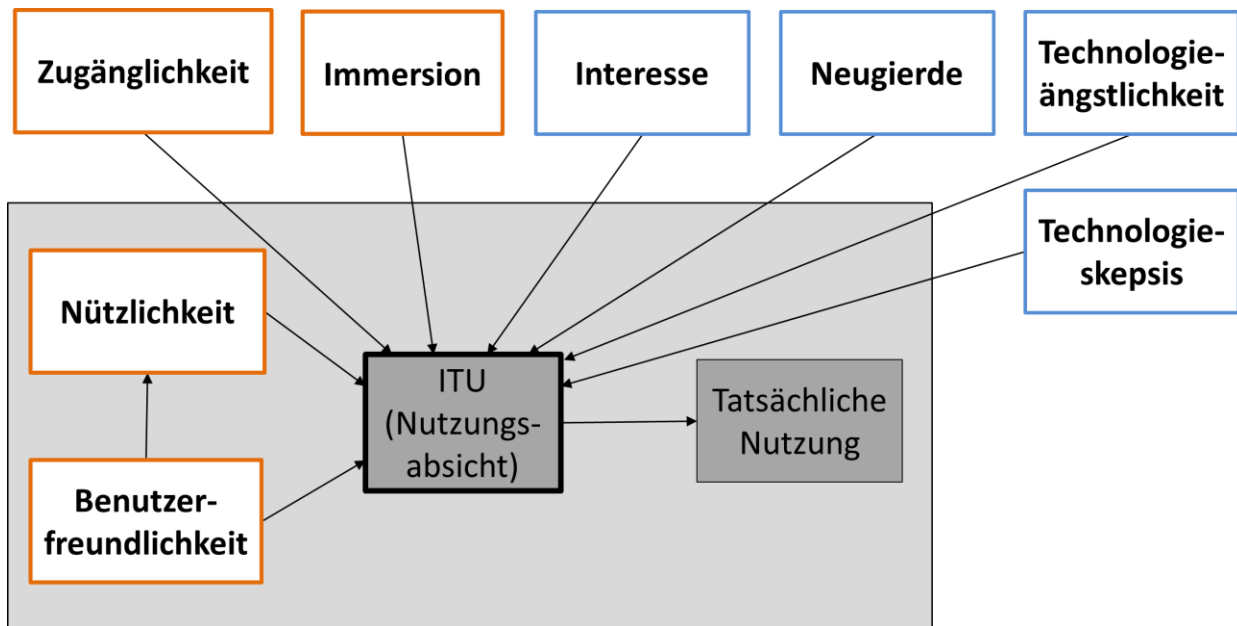 Zugänglichkeit
Immersion
Interesse
Neugierde
Technologie-
ängstlichkeit
Technologie-
skepsis
Nützlichkeit
ITU
(Nutzungs-
absicht)
Tatsächliche
Nutzung
Benutzer-
freundlichkeit